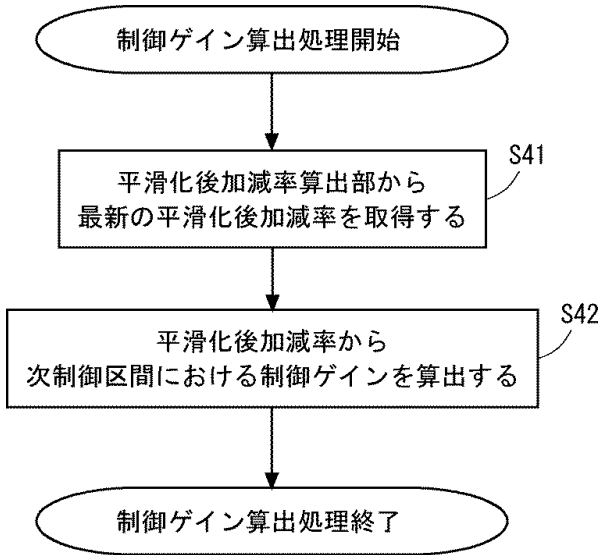 制御ゲイン算出処理開始
S41
平滑化後加減率算出部から
最新の平滑化後加減率を取得する
S42
平滑化後加減率から
次制御区間における制御ゲインを算出する
制御ゲイン算出処理終了